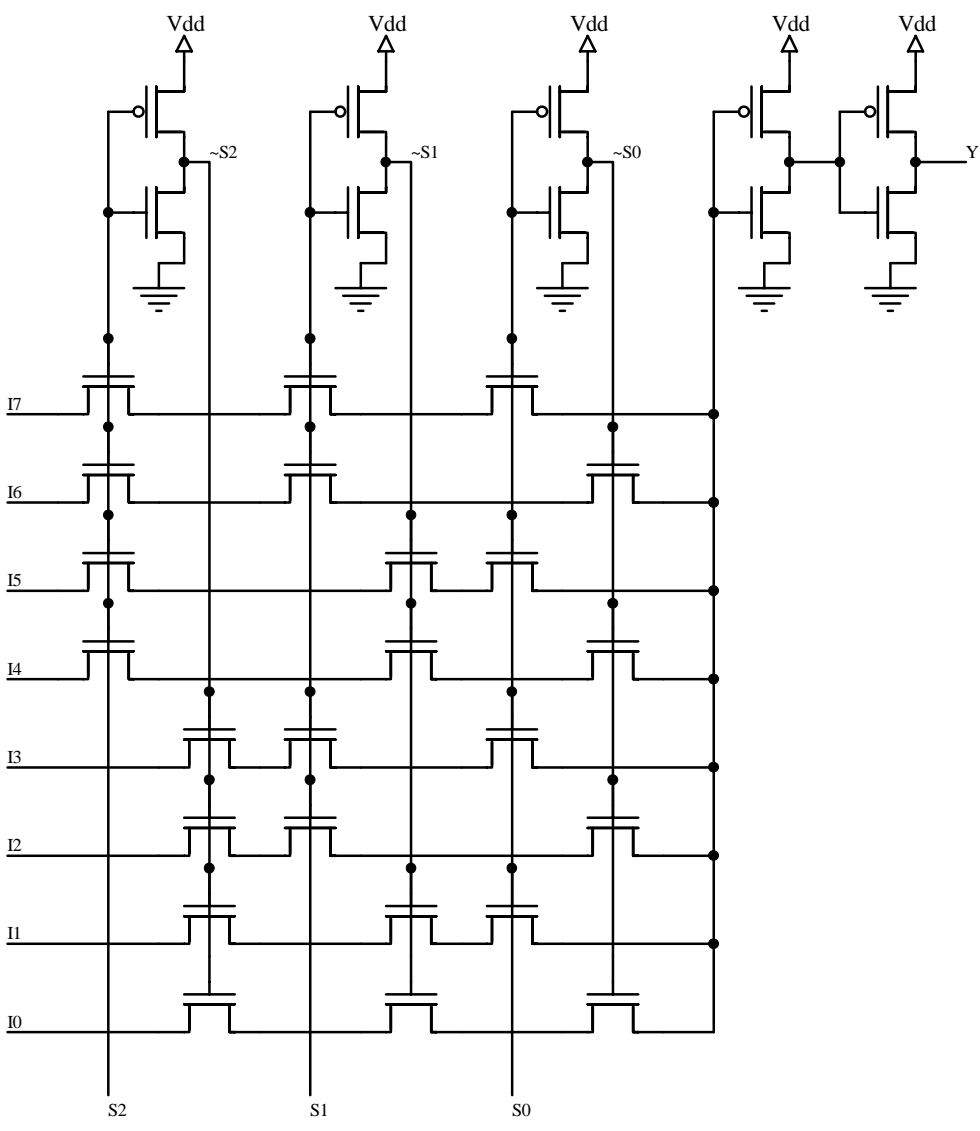 Vdd Vdd Vdd Vdd Vdd
~S2 ~S1 ~S0 Y
I7
I6
I5
I4
I3
I2
I1
I0
S2 S1 S0